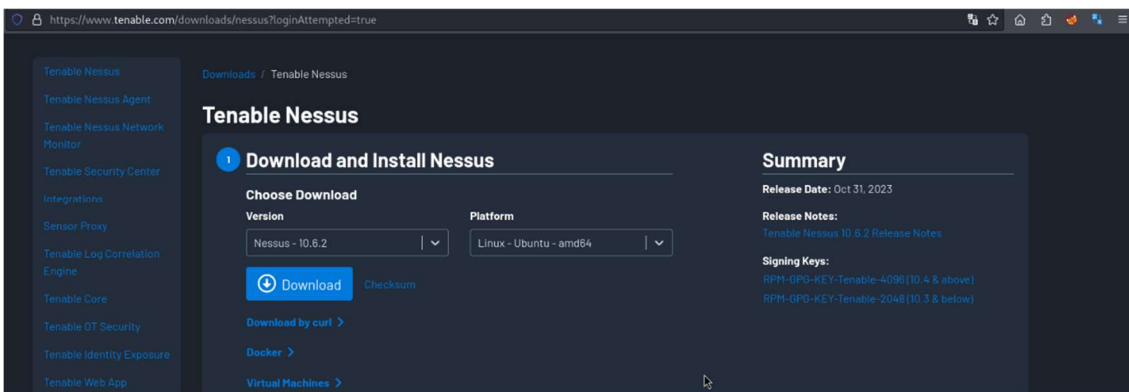 https://www.tenable.com/downloads/nessus?loginAttempted=true
Tenable Nessus
Tenable Nessus Agent
Tenable Nessus Network
Monitor
Tenable Security Center
Integrations
Sensor Proxy
Tenable Log Correlation
Engine
Tenable Core
Tenable OT Security
Tenable Identity Exposure
Tenable Web App
Downloads / Tenable Nessus
Tenable Nessus
1 Download and Install Nessus
Choose Download
Version
Nessus - 10.6.2
Platform
Linux - Ubuntu - amd64
Download
Checksum
Download by curl
Docker
Virtual Machines
Summary
Release Date: Oct 31, 2023
Release Notes:
Tenable Nessus 10.6.2 Release Notes
Signing Keys:
RPM-GPG-KEY-Tenable-4096 (10.4 & above)
RPM-GPG-KEY-Tenable-2048 (10.3 & below)